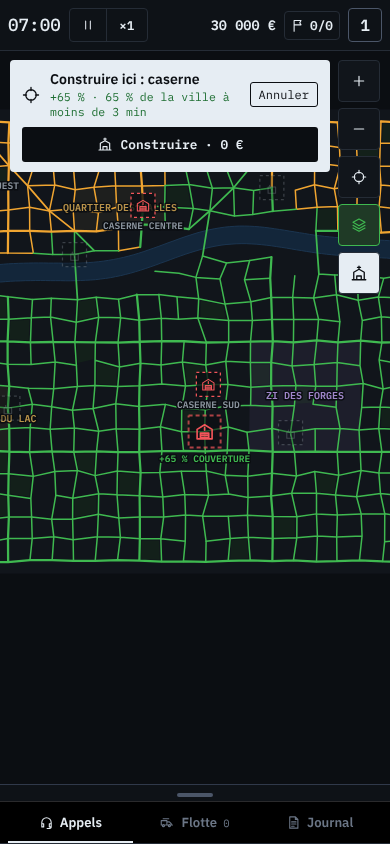 07:00
×1
30 000 €
0/0
1
Construire ici : caserne
+65 % · 65 % de la ville à
moins de 3 min
Annuler
Construire · 0 €
QUARTIER DE
LLES
CASERNE CENTRE
CASERNE SUD
ZI DES FORGES
DU LAC
+65 % COUVERTURE
Appels
Flotte 0
Journal